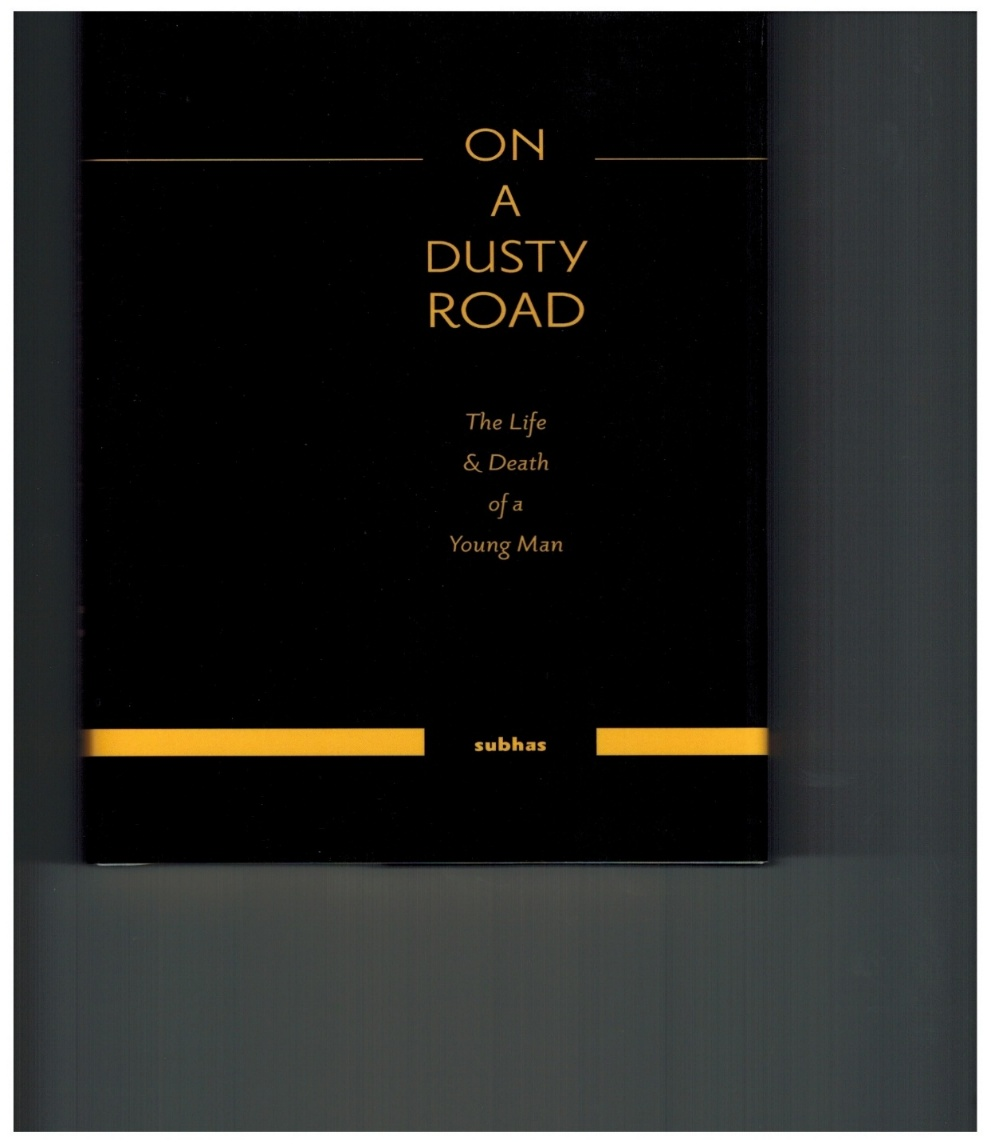 ON
A
DUSTY
ROAD
The Life
& Death
of a
Young Man
subhas